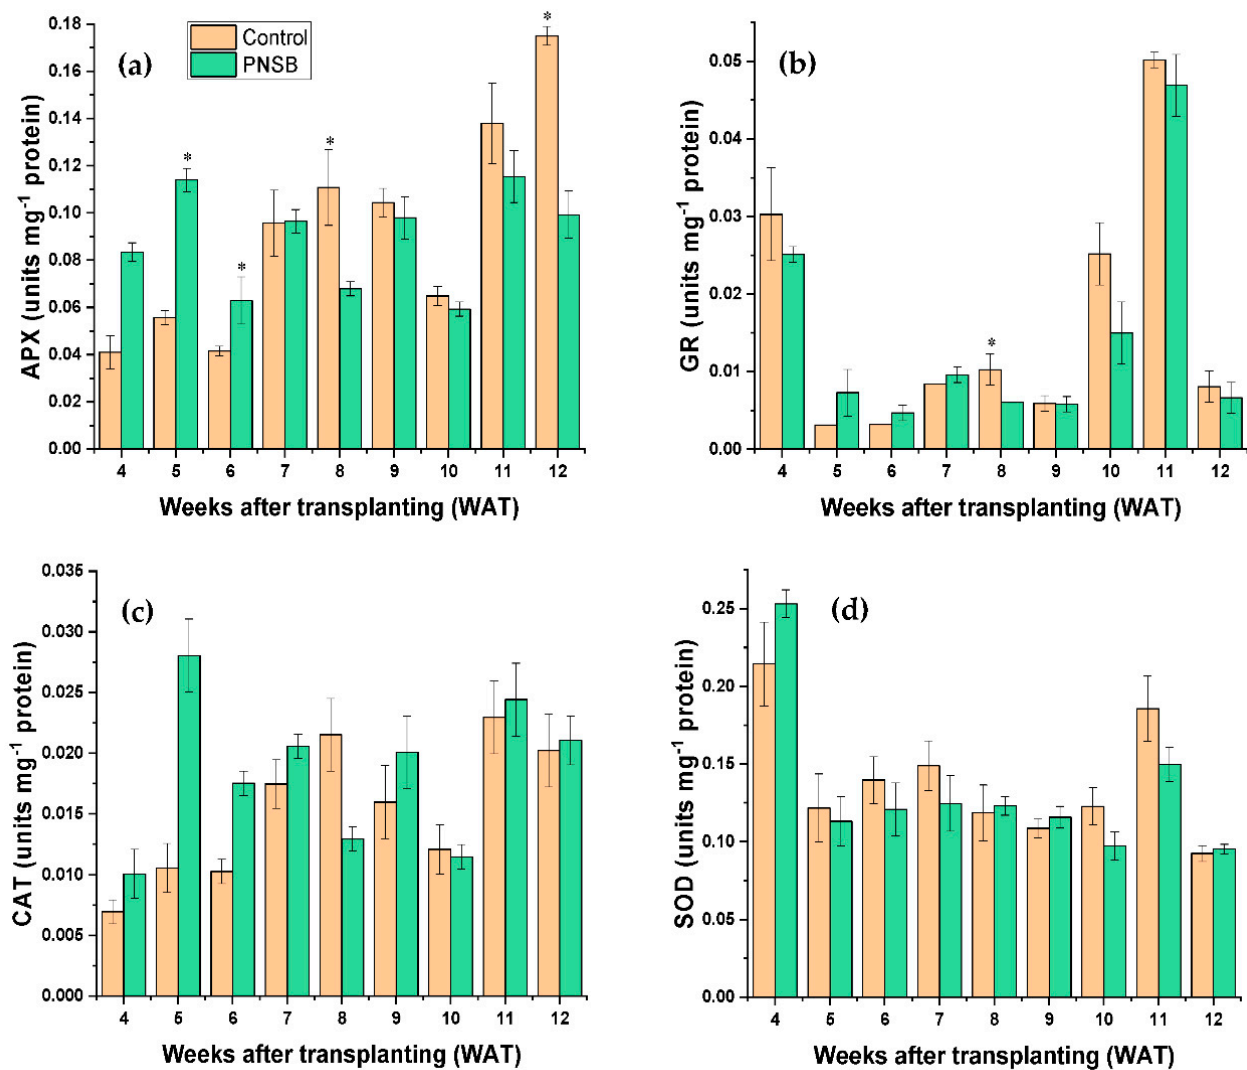 (a)
Control
PNSB
APX (units mg⁻¹ protein)
0.18
0.16
0.14
0.12
0.10
0.08
0.06
0.04
0.02
0.00
*
*
*
*
4 5 6 7 8 9 10 11 12
Weeks after transplanting (WAT)
(b)
GR (units mg⁻¹ protein)
0.05
0.04
0.03
0.02
0.01
0.00
*
4 5 6 7 8 9 10 11 12
Weeks after transplanting (WAT)
(c)
CAT (units mg⁻¹ protein)
0.035
0.030
0.025
0.020
0.015
0.010
0.005
0.000
4 5 6 7 8 9 10 11 12
Weeks after transplanting (WAT)
(d)
SOD (units mg⁻¹ protein)
0.25
0.20
0.15
0.10
0.05
0.00
4 5 6 7 8 9 10 11 12
Weeks after transplanting (WAT)